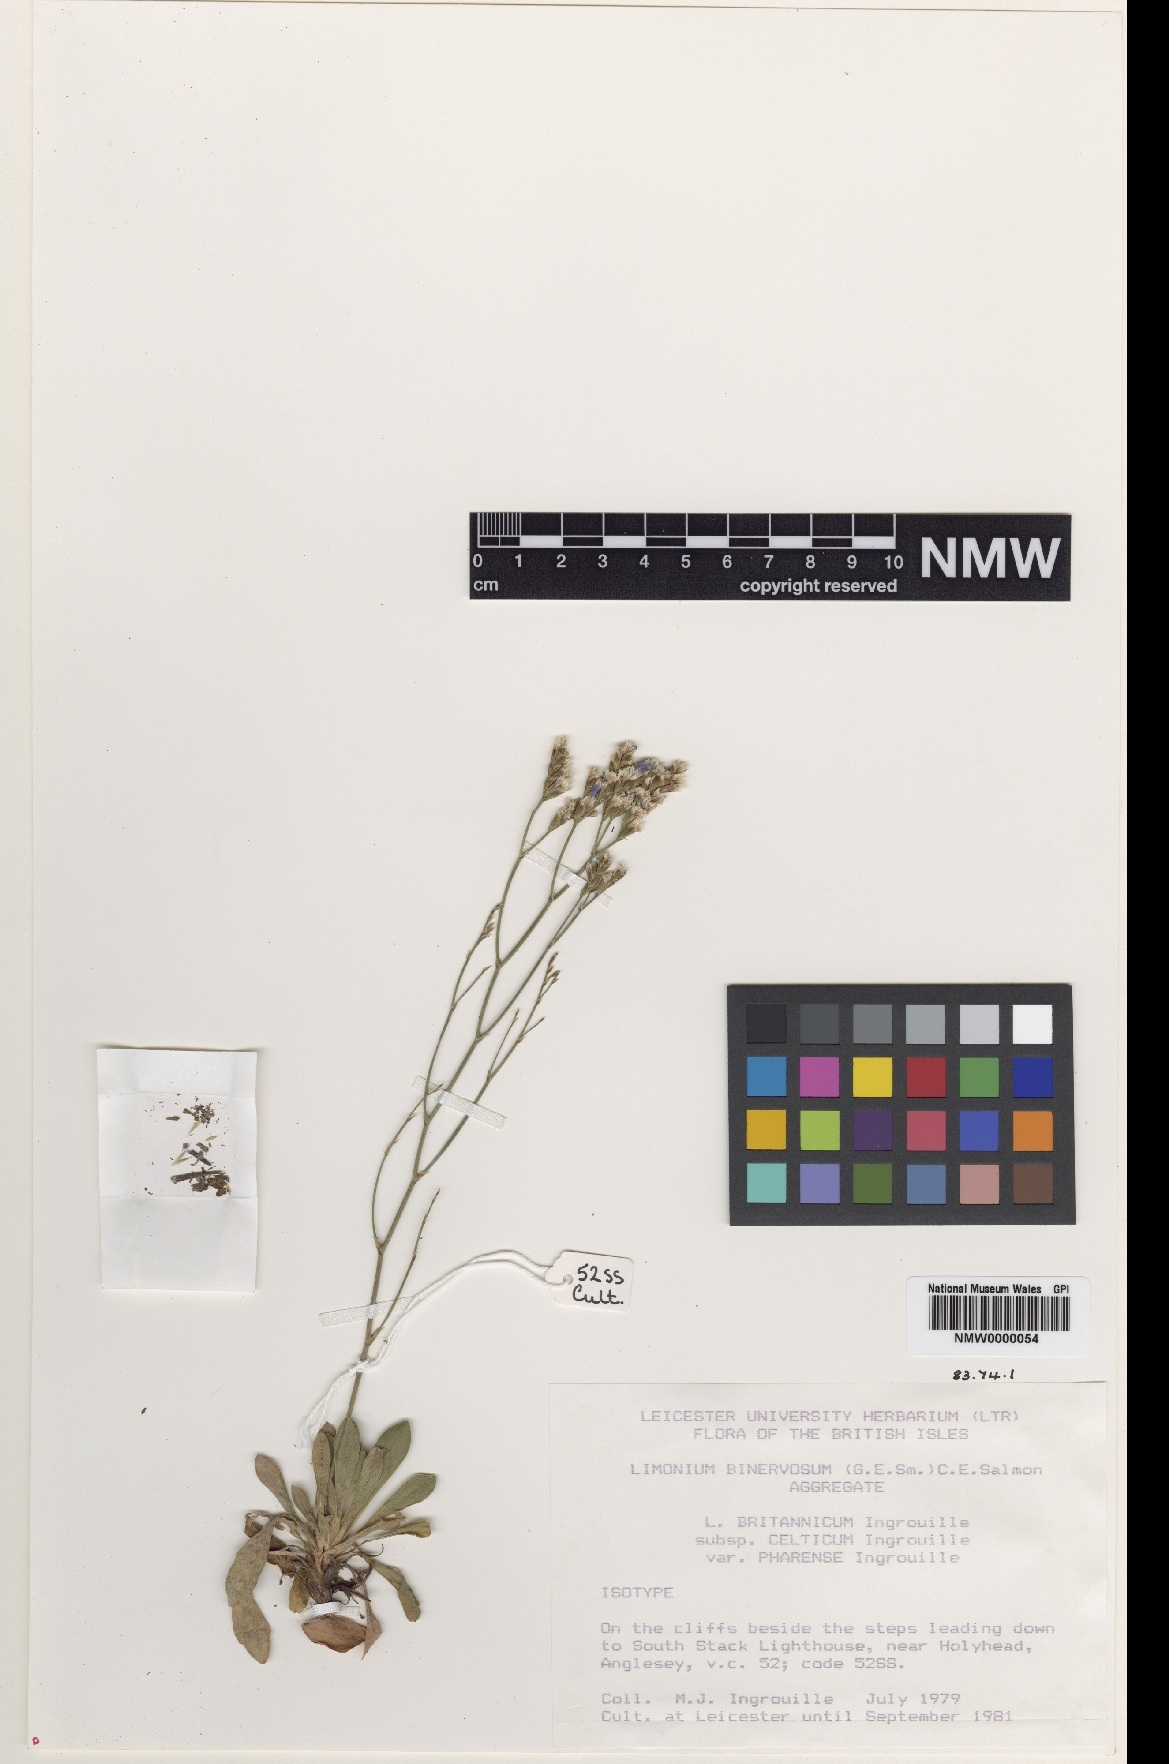 0 1 2 3 4 5 6 7 8 9 10
cm
copyright reserved
NMW
52SS
Cult.
National Museum Wales GPI
NMW0000054
83.74.1
LEICESTER UNIVERSITY HERBARIUM (LTR)
FLORA OF THE BRITISH ISLES
LIMONIUM BINERVOSUM (G.E.Sm.)C.E.Salmon
AGGREGATE
L. BRITANNICUM Ingrouille
subsp. CELTICUM Ingrouille
var. PHARENSE Ingrouille
ISOTYPE
On the cliffs beside the steps leading down
to South Stack Lighthouse, near Holyhead,
Anglesey, v.c. 52; code 52SS.
Coll. M.J. Ingrouille July 1979
Cult. at Leicester until September 1981